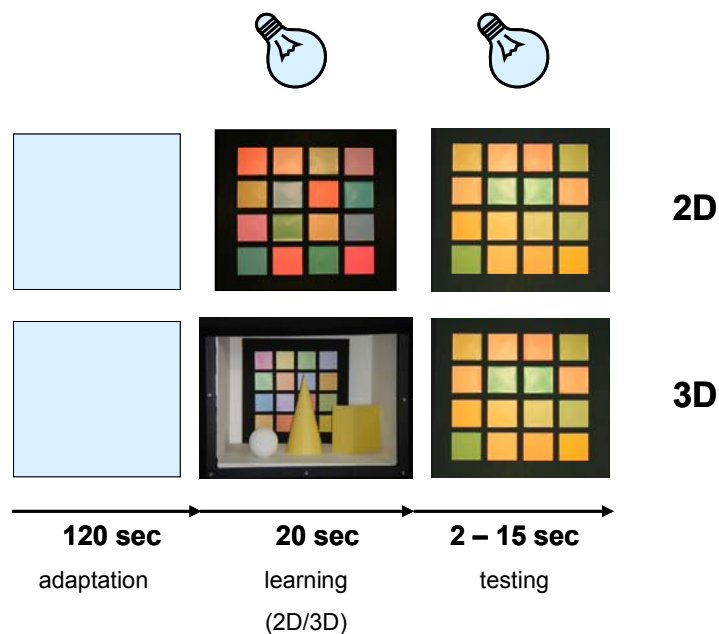 2D
3D
120 sec
20 sec
2 – 15 sec
adaptation
learning
testing
(2D/3D)